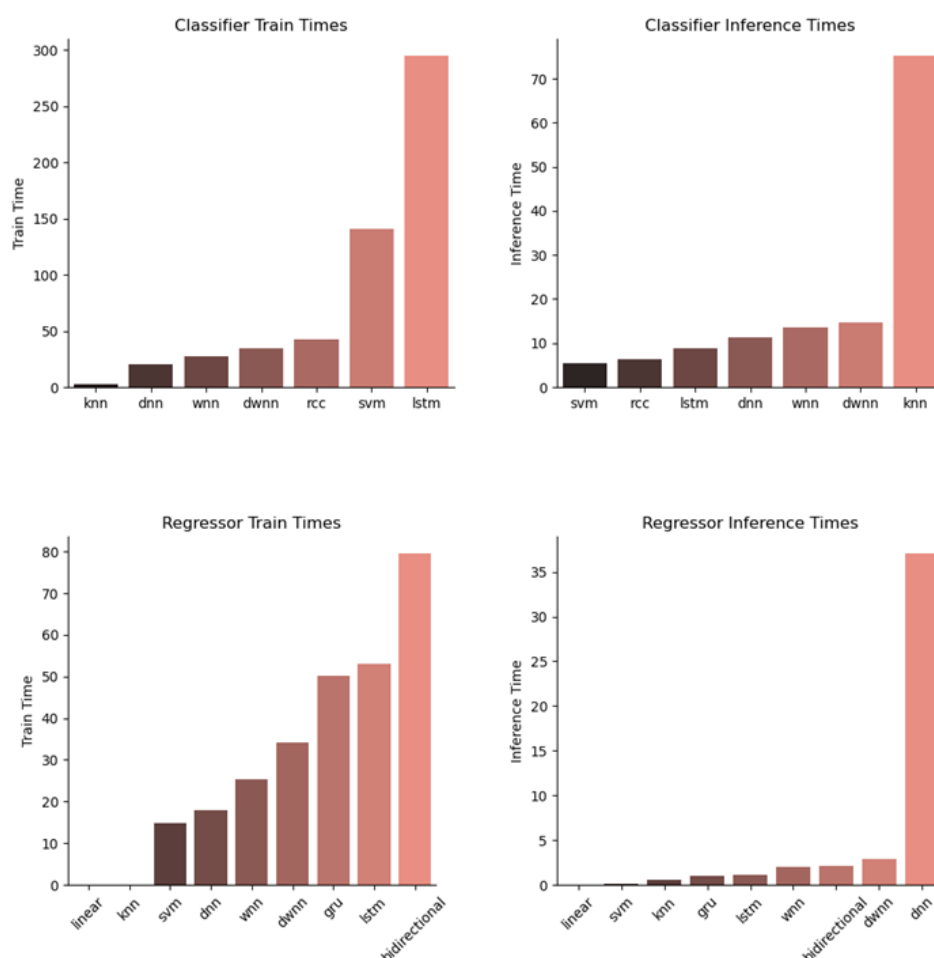 Classifier Train Times
Train Time
300
250
200
150
100
50
0
knn dnn wnn dwnn rcc svm lstm
Classifier Inference Times
Inference Time
70
60
50
40
30
20
10
0
svm rcc lstm dnn wnn dwnn knn
Regressor Train Times
Train Time
80
70
60
50
40
30
20
10
0
linear knn svm dnn wnn dwnn gru lstm bidirectional
Regressor Inference Times
Inference Time
35
30
25
20
15
10
5
0
linear svm knn gru lstm wnn bidirectional dwnn dnn